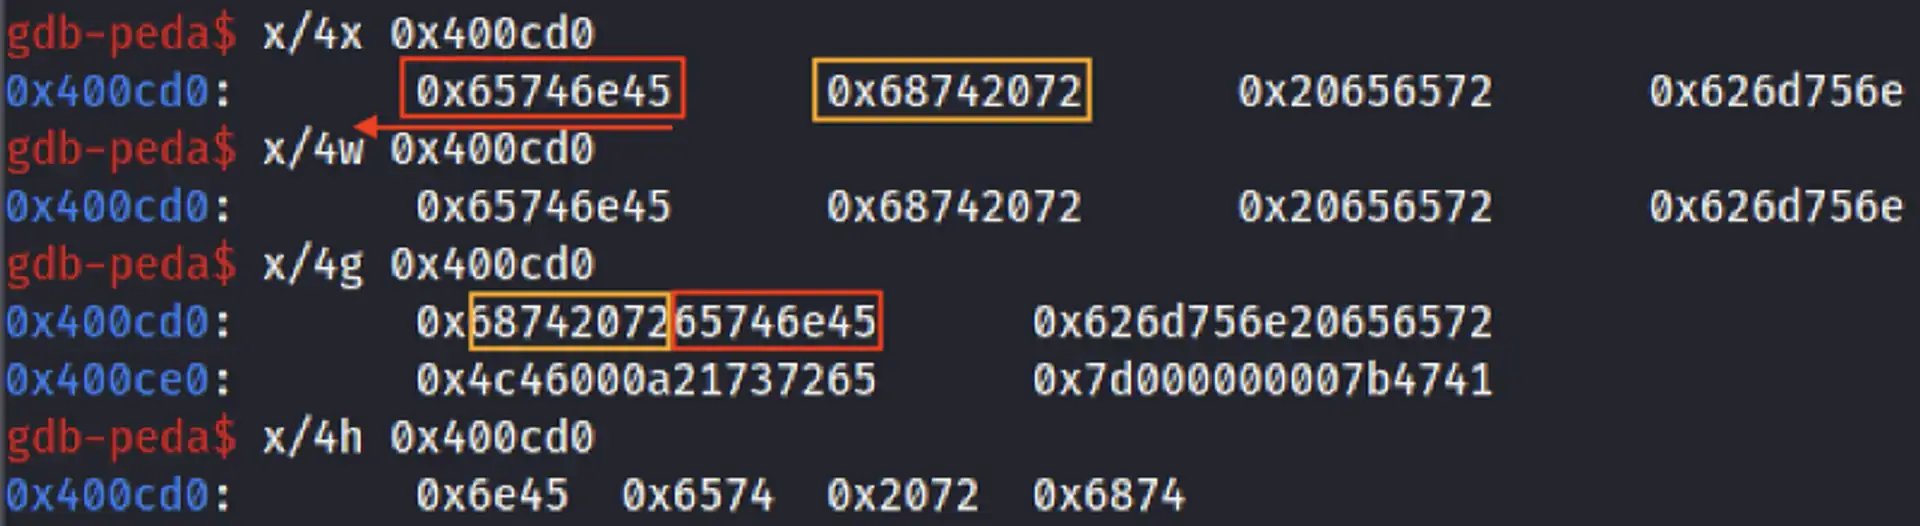 gdb-peda$ x/4x 0x400cd0
0x400cd0: 0x65746e45 0x68742072 0x20656572 0x626d756e
gdb-peda$ x/4w 0x400cd0
0x400cd0: 0x65746e45 0x68742072 0x20656572 0x626d756e
gdb-peda$ x/4g 0x400cd0
0x400cd0: 0x6874207265746e45 0x626d756e20656572
0x400ce0: 0x4c46000a21737265 0x7d000000007b4741
gdb-peda$ x/4h 0x400cd0
0x400cd0: 0x6e45 0x6574 0x2072 0x6874